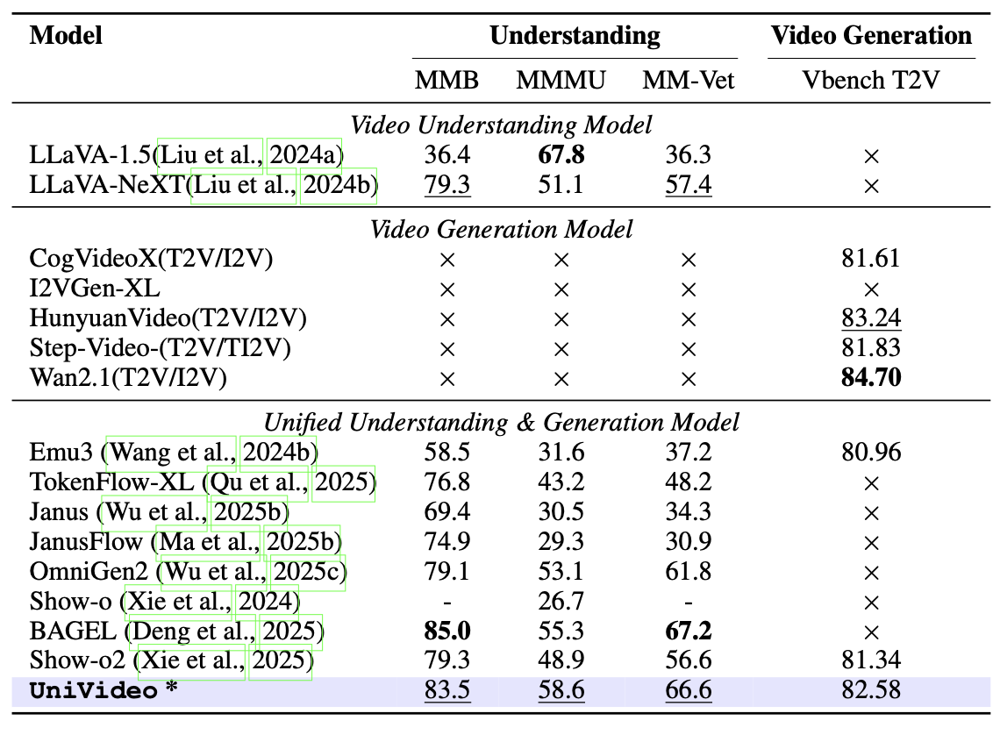 Model Understanding Video Generation
MMB MMMU MM-Vet Vbench T2V
Video Understanding Model
LLaVA-1.5(Liu et al., 2024a) 36.4 67.8 36.3 ×
LLaVA-NeXT(Liu et al., 2024b) 79.3 51.1 57.4 ×
Video Generation Model
CogVideoX(T2V/I2V) × × × 81.61
I2VGen-XL × × × ×
HunyuanVideo(T2V/I2V) × × × 83.24
Step-Video-(T2V/TI2V) × × × 81.83
Wan2.1(T2V/I2V) × × × 84.70
Unified Understanding & Generation Model
Emu3 (Wang et al., 2024b) 58.5 31.6 37.2 80.96
TokenFlow-XL (Qu et al., 2025) 76.8 43.2 48.2 ×
Janus (Wu et al., 2025b) 69.4 30.5 34.3 ×
JanusFlow (Ma et al., 2025b) 74.9 29.3 30.9 ×
OmniGen2 (Wu et al., 2025c) 79.1 53.1 61.8 ×
Show-o (Xie et al., 2024) - 26.7 - ×
BAGEL (Deng et al., 2025) 85.0 55.3 67.2 ×
Show-o2 (Xie et al., 2025) 79.3 48.9 56.6 81.34
UniVideo * 83.5 58.6 66.6 82.58